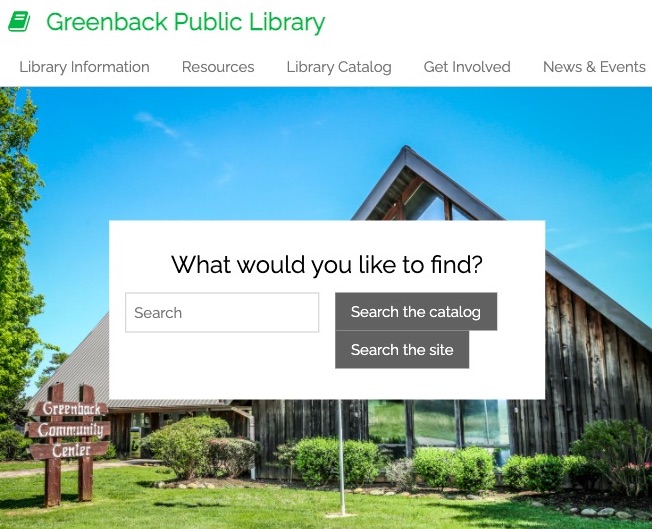 Greenback Public Library
Library Information Resources Library Catalog Get Involved News & Events
What would you like to find?
Search
Search the catalog
Search the site
Greenback
Community
Center